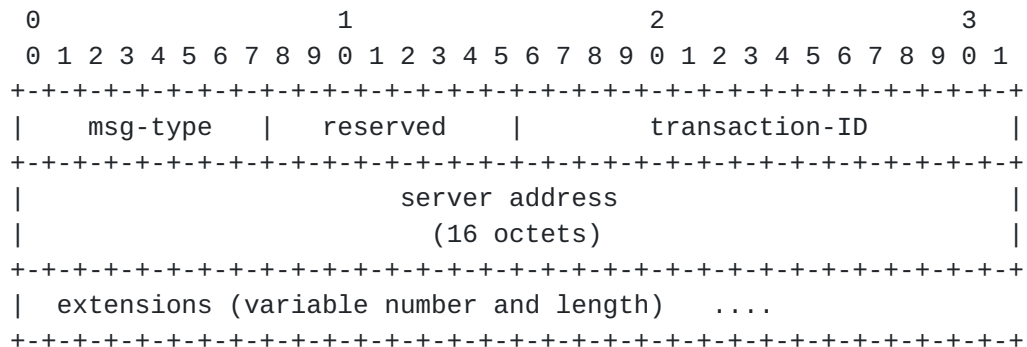 0                   1                   2                   3
 0 1 2 3 4 5 6 7 8 9 0 1 2 3 4 5 6 7 8 9 0 1 2 3 4 5 6 7 8 9 0 1
+-+-+-+-+-+-+-+-+-+-+-+-+-+-+-+-+-+-+-+-+-+-+-+-+-+-+-+-+-+-+-+-+
|    msg-type   |   reserved    |        transaction-ID         |
+-+-+-+-+-+-+-+-+-+-+-+-+-+-+-+-+-+-+-+-+-+-+-+-+-+-+-+-+-+-+-+-+
|                        server address                         |
|                          (16 octets)                          |
+-+-+-+-+-+-+-+-+-+-+-+-+-+-+-+-+-+-+-+-+-+-+-+-+-+-+-+-+-+-+-+-+
|  extensions (variable number and length)   ....
+-+-+-+-+-+-+-+-+-+-+-+-+-+-+-+-+-+-+-+-+-+-+-+-+-+-+-+-+-+-+-+-+